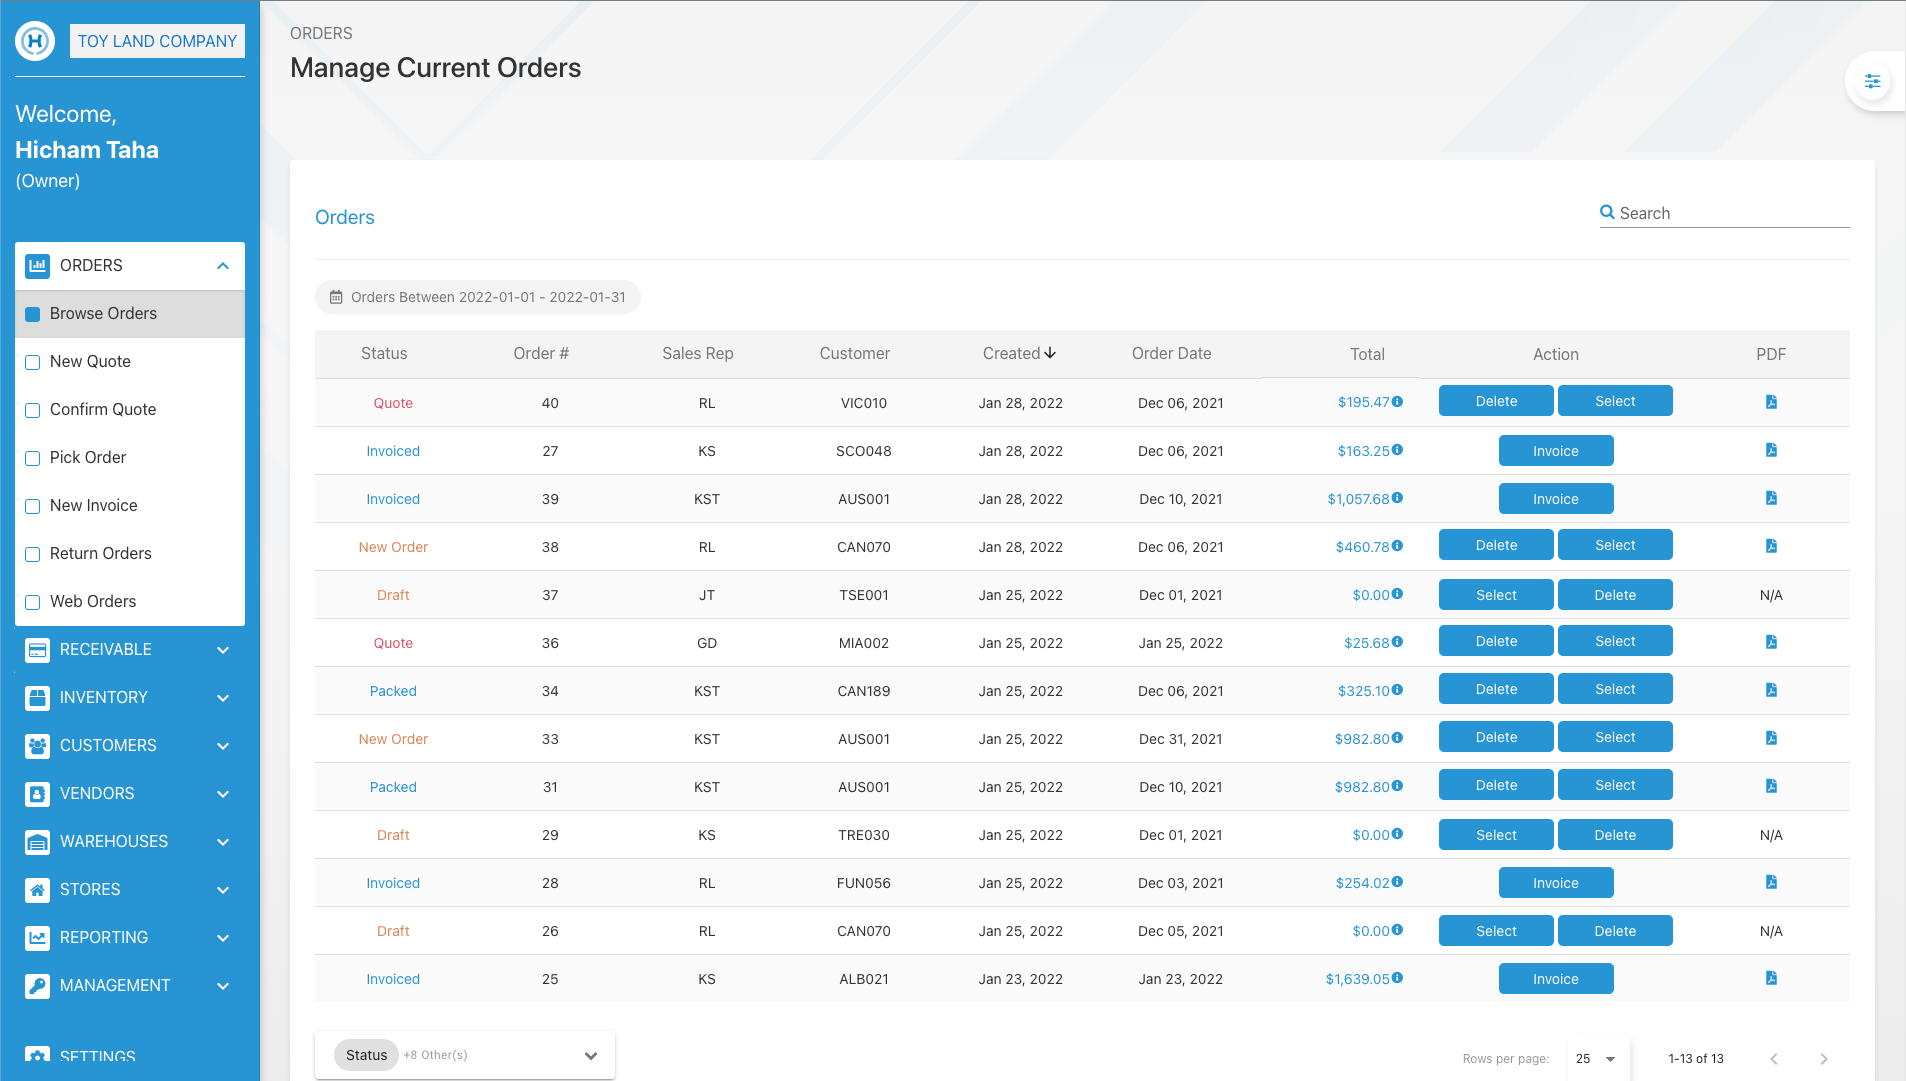 TOY LAND COMPANY
Welcome,
Hicham Taha
(Owner)
ORDERS
Browse Orders
New Quote
Confirm Quote
Pick Order
New Invoice
Return Orders
Web Orders
RECEIVABLE
INVENTORY
CUSTOMERS
VENDORS
WAREHOUSES
STORES
REPORTING
MANAGEMENT
SETTINGS
ORDERS
Manage Current Orders
Orders
Search
Orders Between 2022-01-01 - 2022-01-31
Status Order # Sales Rep Customer Created Order Date Total Action PDF
Quote 40 RL VIC010 Jan 28, 2022 Dec 06, 2021 $195.47 Delete Select
Invoiced 27 KS SCO048 Jan 28, 2022 Dec 06, 2021 $163.25 Invoice
Invoiced 39 KST AUS001 Jan 28, 2022 Dec 10, 2021 $1,057.68 Invoice
New Order 38 RL CAN070 Jan 28, 2022 Dec 06, 2021 $460.78 Delete Select
Draft 37 JT TSE001 Jan 25, 2022 Dec 01, 2021 $0.00 Select Delete N/A
Quote 36 GD MIA002 Jan 25, 2022 Jan 25, 2022 $25.68 Delete Select
Packed 34 KST CAN189 Jan 25, 2022 Dec 06, 2021 $325.10 Delete Select
New Order 33 KST AUS001 Jan 25, 2022 Dec 31, 2021 $982.80 Delete Select
Packed 31 KST AUS001 Jan 25, 2022 Dec 10, 2021 $982.80 Delete Select
Draft 29 KS TRE030 Jan 25, 2022 Dec 01, 2021 $0.00 Select Delete N/A
Invoiced 28 RL FUN056 Jan 25, 2022 Dec 03, 2021 $254.02 Invoice
Draft 26 RL CAN070 Jan 25, 2022 Dec 05, 2021 $0.00 Select Delete N/A
Invoiced 25 KS ALB021 Jan 23, 2022 Jan 23, 2022 $1,639.05 Invoice
Status +8 Other(s)
Rows per page: 25 1-13 of 13